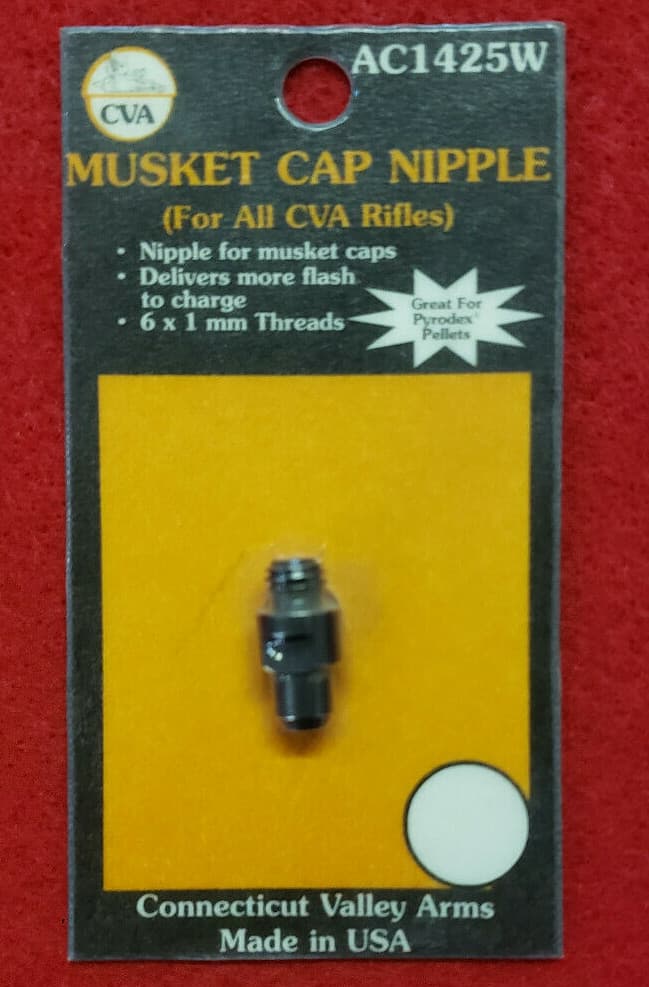 AC1425W
CVA
MUSKET CAP NIPPLE
(For All CVA Rifles)
• Nipple for musket caps
• Delivers more flash
to charge
• 6 x 1 mm Threads
Great For
Pyrodex®
Pellets
Connecticut Valley Arms
Made in USA